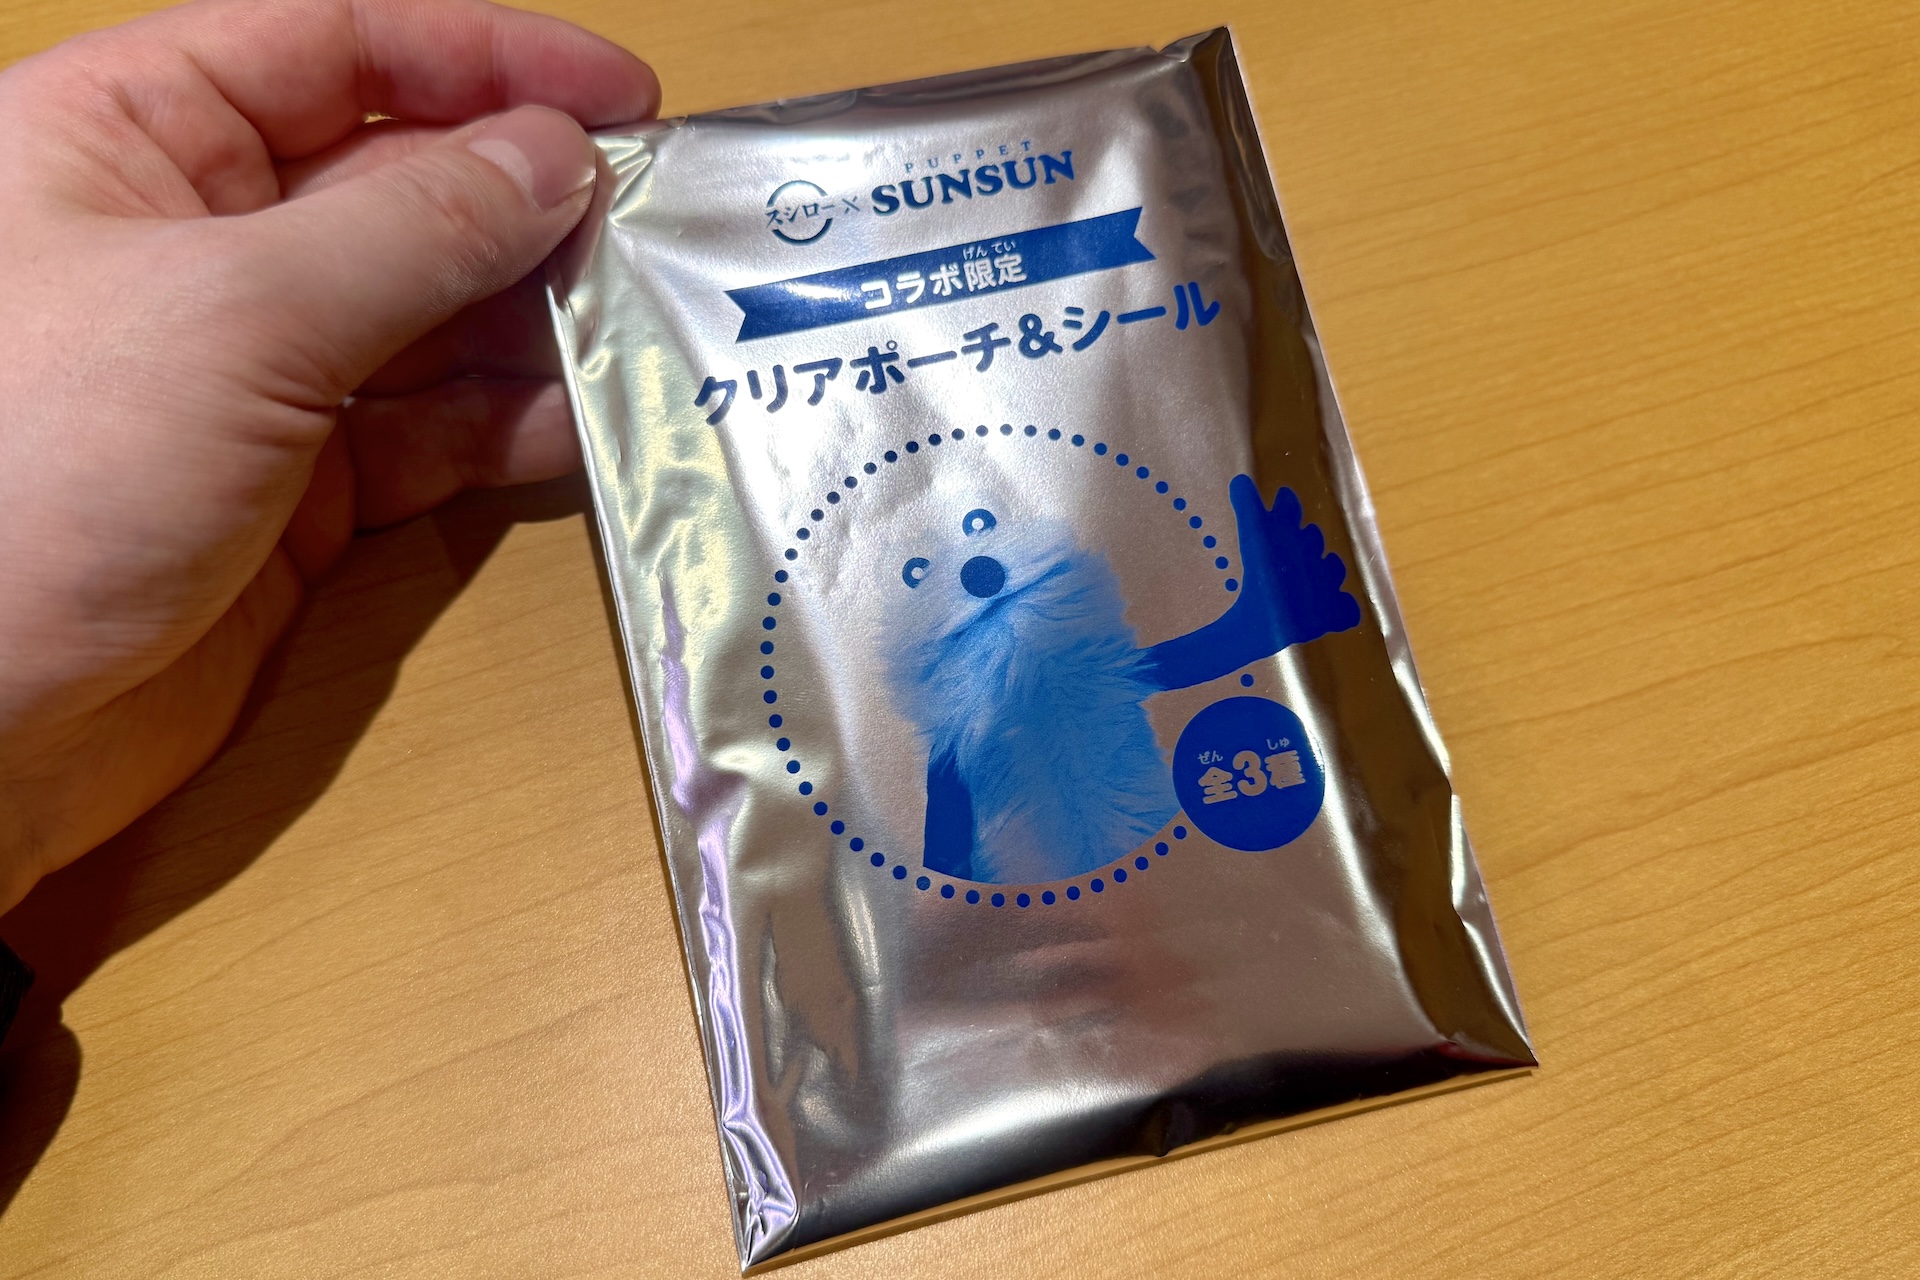 PUPPET
スシロー × SUNSUN
げんてい
コラボ限定
クリアポーチ&シール
ぜん しゅ
全3種